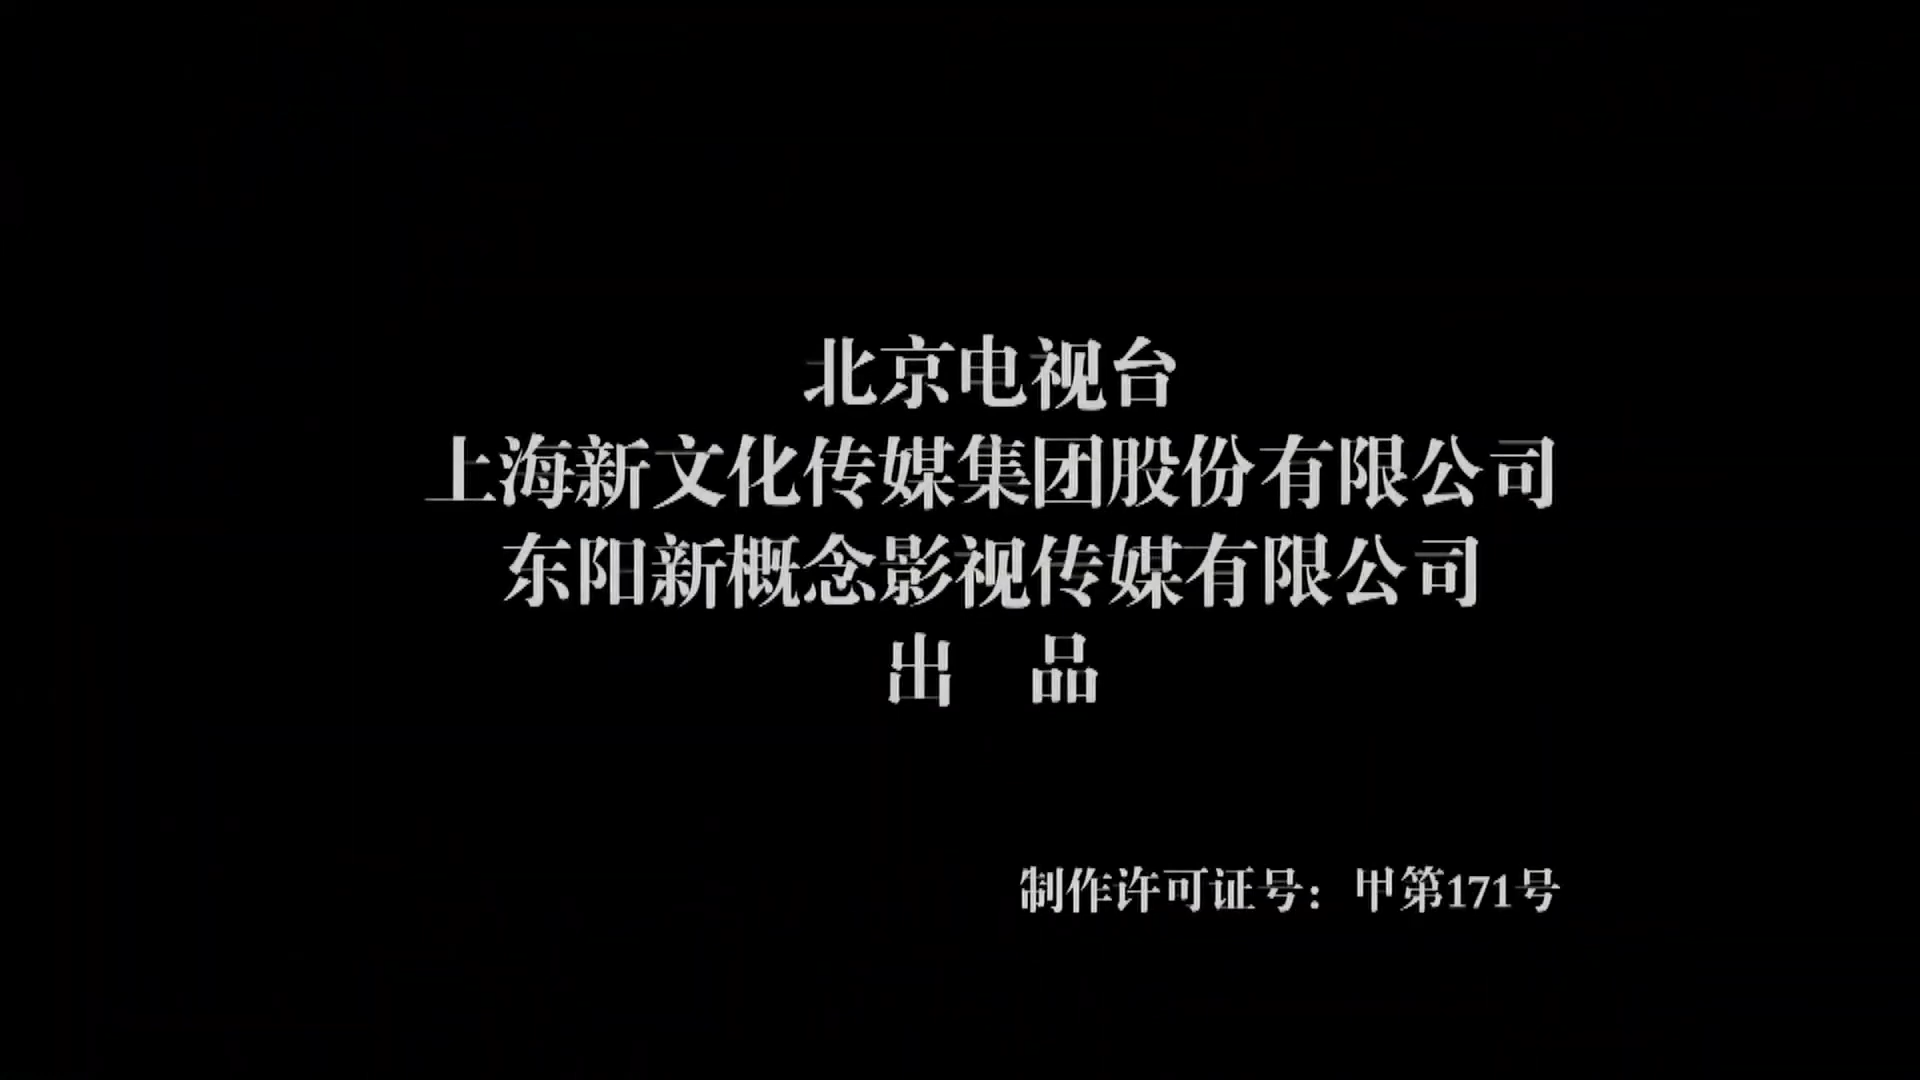 北京电视台
上海新文化传媒集团股份有限公司
东阳新概念影视传媒有限公司
出 品
制作许可证号：甲第171号